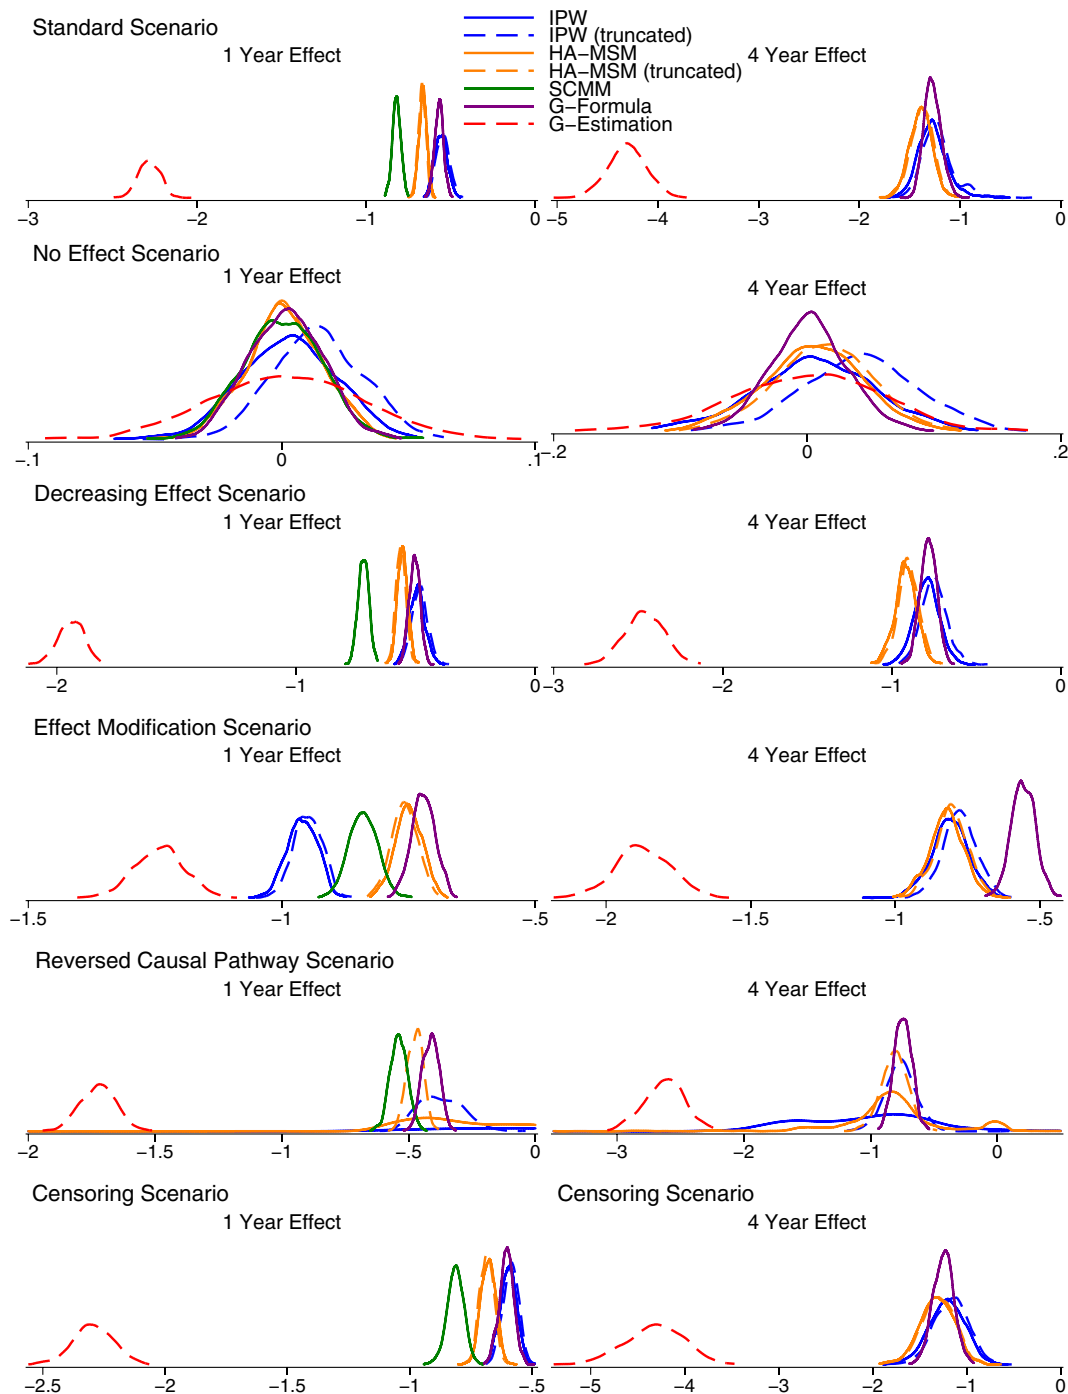 Standard Scenario
IPW
IPW (truncated)
HA−MSM
HA−MSM (truncated)
SCMM
G−Formula
G−Estimation
1 Year Effect
4 Year Effect
−3 −2 −1 0
−5 −4 −3 −2 −1 0
No Effect Scenario
1 Year Effect
4 Year Effect
−.1 0 .1
−.2 0 .2
Decreasing Effect Scenario
1 Year Effect
4 Year Effect
−2 −1 0
−3 −2 −1 0
Effect Modification Scenario
1 Year Effect
4 Year Effect
−1.5 −1 −.5
−2 −1.5 −1 −.5
Reversed Causal Pathway Scenario
1 Year Effect
4 Year Effect
−2 −1.5 −1 −.5 0
−3 −2 −1 0
Censoring Scenario
Censoring Scenario
1 Year Effect
4 Year Effect
−2.5 −2 −1.5 −1 −.5
−5 −4 −3 −2 −1 0